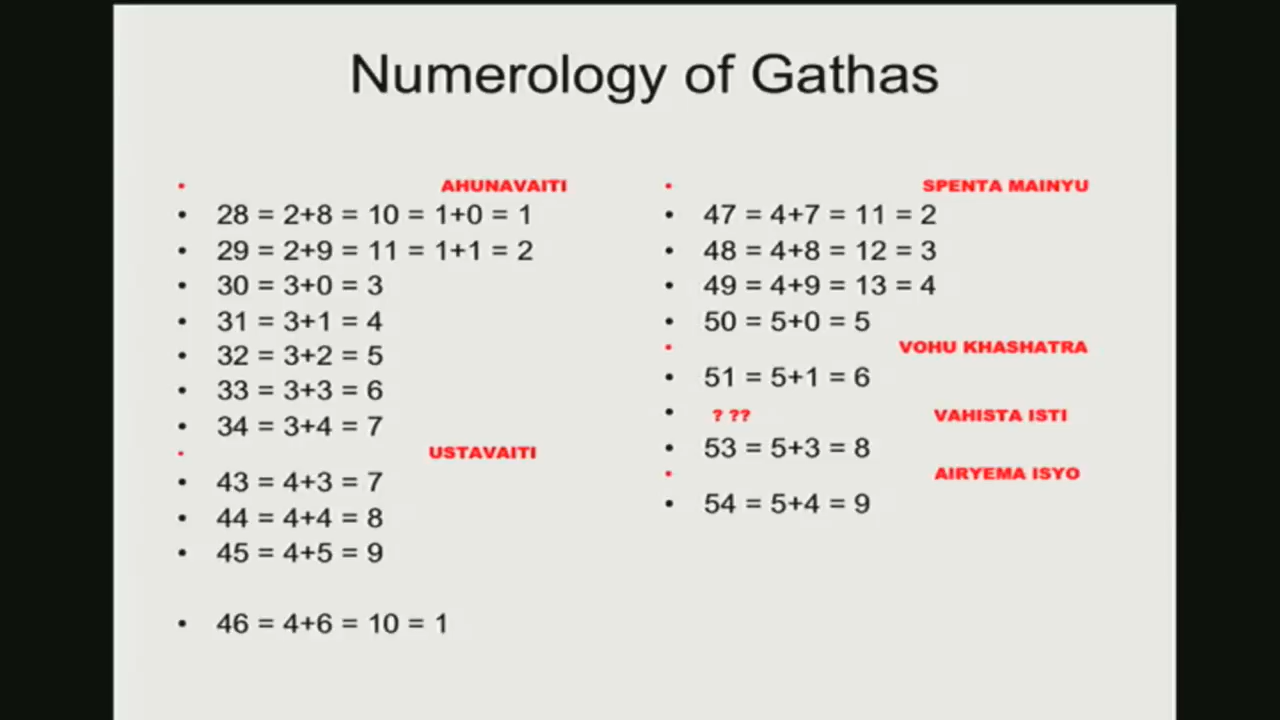 Numerology of Gathas
• AHUNAVAITI
• 28 = 2+8 = 10 = 1+0 = 1
• 29 = 2+9 = 11 = 1+1 = 2
• 30 = 3+0 = 3
• 31 = 3+1 = 4
• 32 = 3+2 = 5
• 33 = 3+3 = 6
• 34 = 3+4 = 7
• USTAVAITI
• 43 = 4+3 = 7
• 44 = 4+4 = 8
• 45 = 4+5 = 9
• 46 = 4+6 = 10 = 1
• SPENTA MAINYU
• 47 = 4+7 = 11 = 2
• 48 = 4+8 = 12 = 3
• 49 = 4+9 = 13 = 4
• 50 = 5+0 = 5
• VOHU KHASHATRA
• 51 = 5+1 = 6
• ? ?? VAHISTA ISTI
• 53 = 5+3 = 8
• AIRYEMA ISYO
• 54 = 5+4 = 9